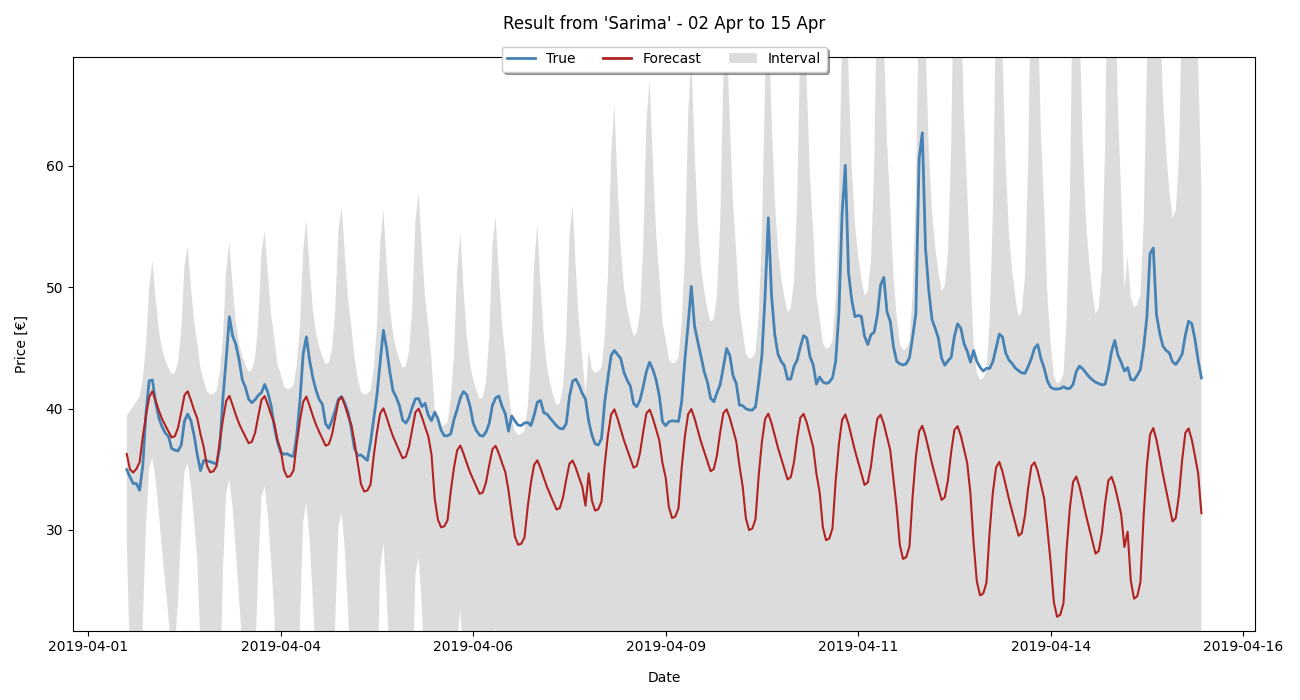 Result from 'Sarima' - 02 Apr to 15 Apr
True Forecast Interval
Price [€]
60
50
40
30
2019-04-01 2019-04-04 2019-04-06 2019-04-09 2019-04-11 2019-04-14 2019-04-16
Date